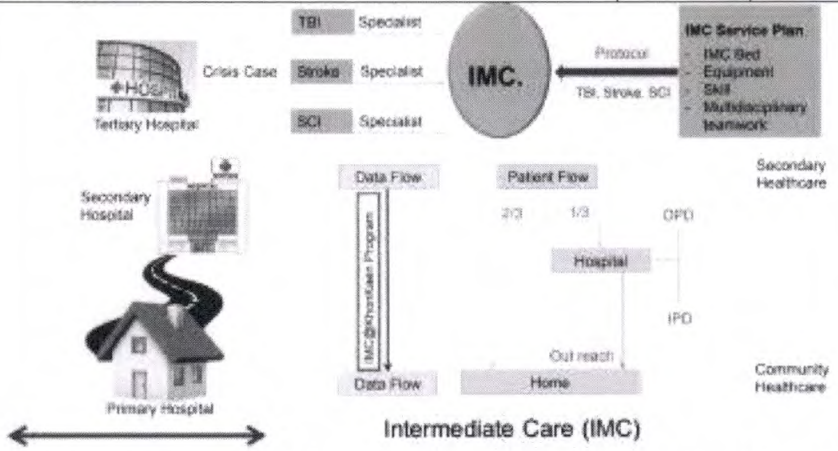 TBI Specialist
Crisis Case Stroke Specialist
SCI Specialist
HOSPI
Tertiary Hospital
IMC.
Protocol
TBI, Stroke, SCI
IMC Service Plan
- IMC Bed
- Equipment
- Skill
- Multidisciplinary
teamwork
Secondary
Hospital
Data Flow
Patient Flow
Secondary
Healthcare
2/3 1/3
OPD
Hospital
IPD
IMC@KhonKaen Program
Out reach
Data Flow
Home
Community
Healthcare
Primary Hospital
Intermediate Care (IMC)